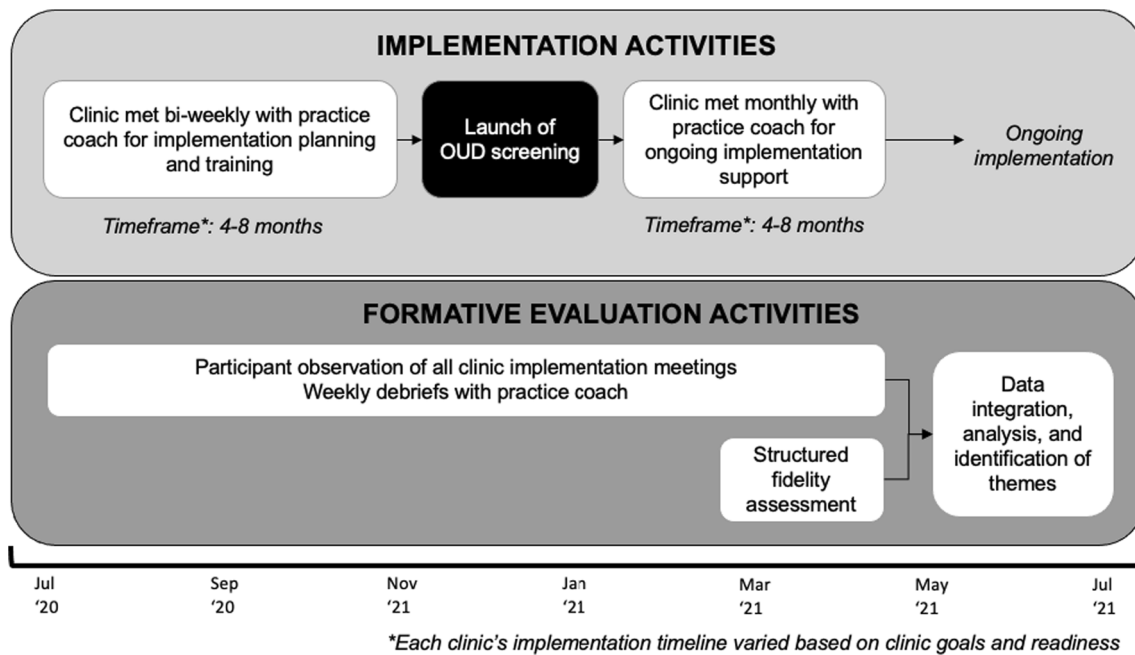 IMPLEMENTATION ACTIVITIES
Clinic met bi-weekly with practice
coach for implementation planning
and training
Launch of
OUD screening
Clinic met monthly with
practice coach for
ongoing implementation
support
Ongoing
implementation
Timeframe*: 4-8 months
Timeframe*: 4-8 months
FORMATIVE EVALUATION ACTIVITIES
Participant observation of all clinic implementation meetings
Weekly debriefs with practice coach
Structured
fidelity
assessment
Data
integration,
analysis, and
identification of
themes
Jul
‘20
Sep
‘20
Nov
‘21
Jan
‘21
Mar
‘21
May
‘21
Jul
‘21
*Each clinic’s implementation timeline varied based on clinic goals and readiness